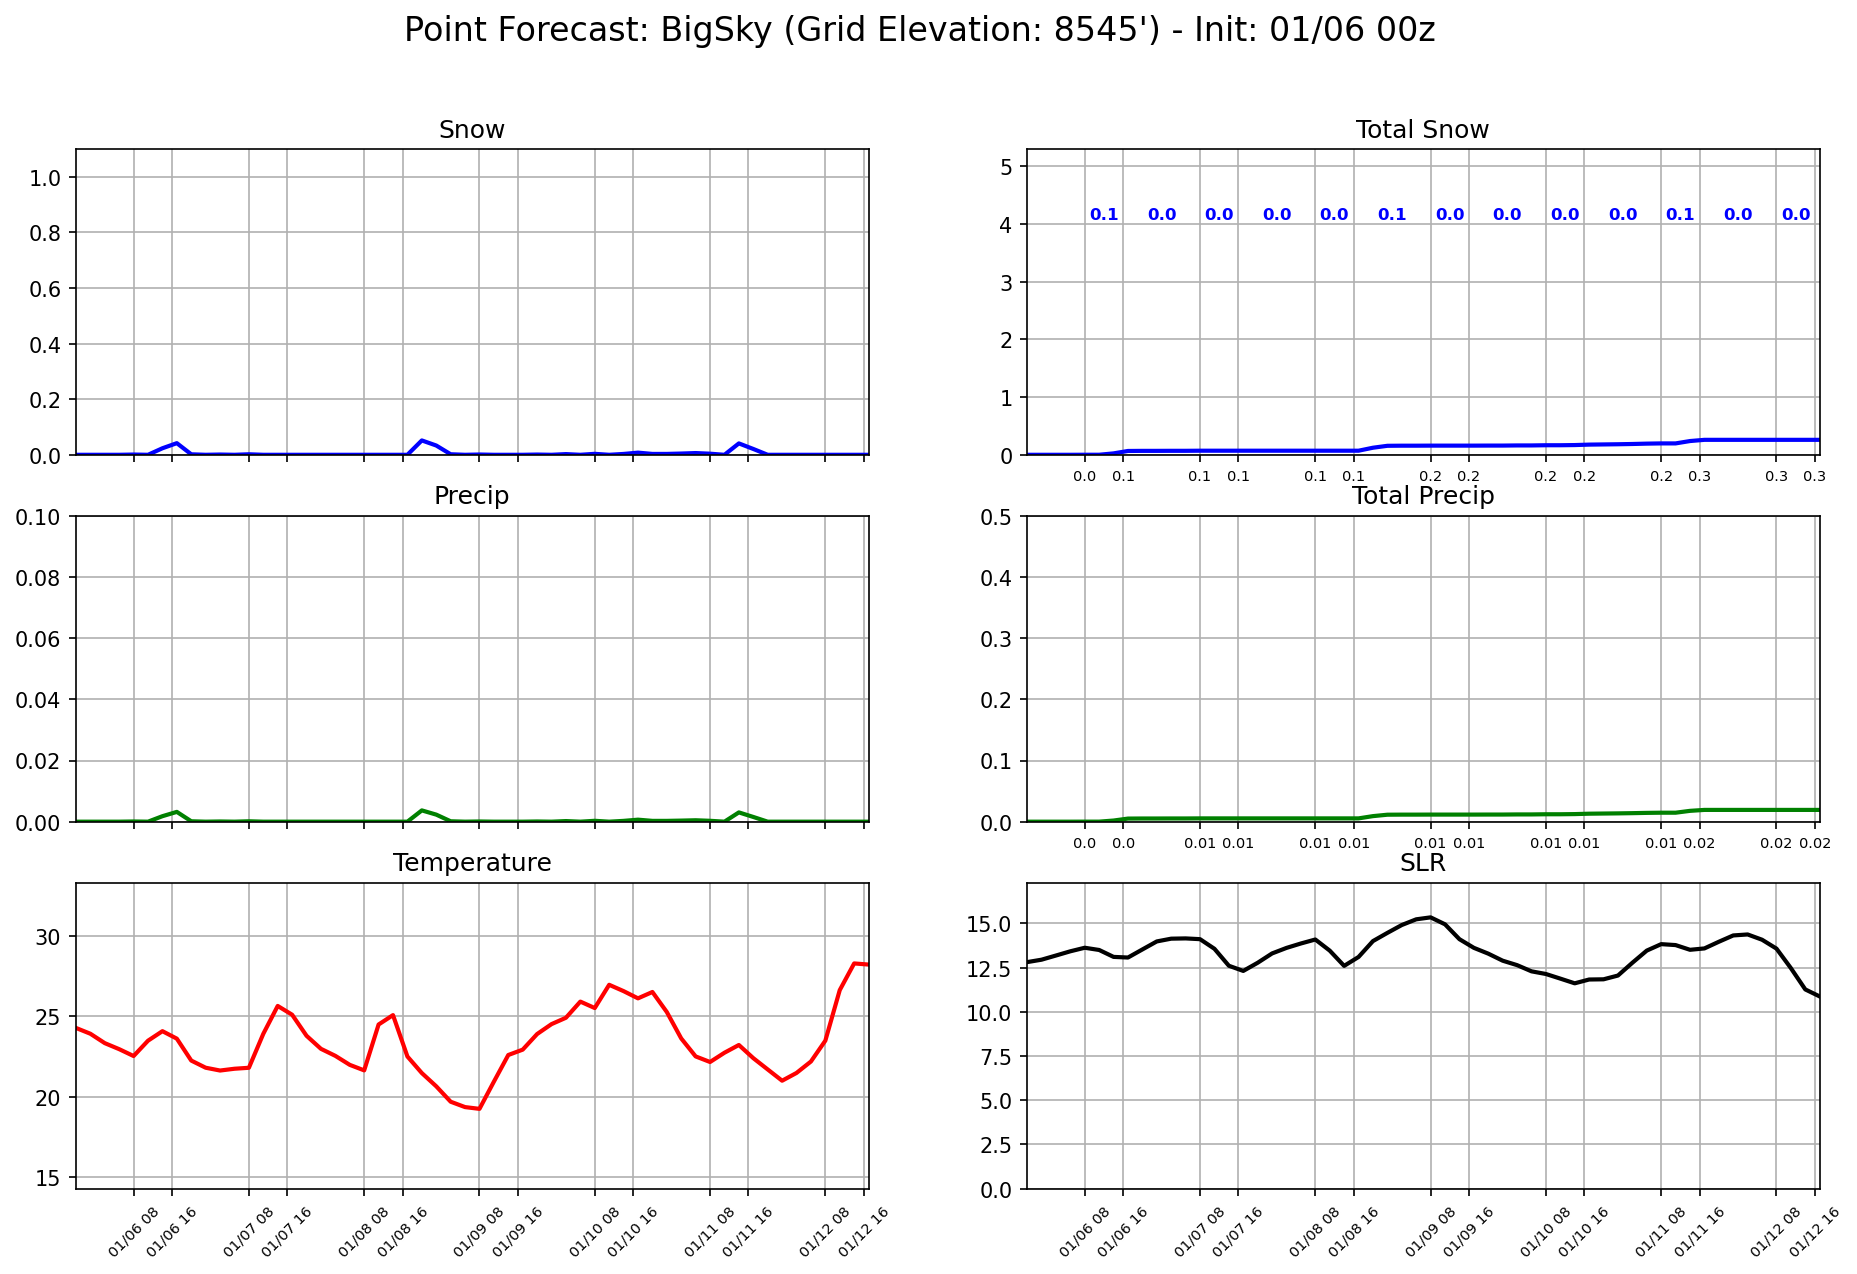 Point Forecast: BigSky (Grid Elevation: 8545') - Init: 01/06 00z
Snow
1.0
0.8
0.6
0.4
0.2
0.0
Total Snow
5
4
3
2
1
0
0.1 0.0 0.0 0.0 0.0 0.1 0.0 0.0 0.0 0.0 0.1 0.0 0.0
0.0 0.1 0.1 0.1 0.1 0.1 0.2 0.2 0.2 0.2 0.2 0.3 0.3 0.3
Precip
0.10
0.08
0.06
0.04
0.02
0.00
Total Precip
0.5
0.4
0.3
0.2
0.1
0.0
0.0 0.0 0.01 0.01 0.01 0.01 0.01 0.01 0.01 0.01 0.01 0.02 0.02 0.02
Temperature
30
25
20
15
01/06 08 01/06 16 01/07 08 01/07 16 01/08 08 01/08 16 01/09 08 01/09 16 01/10 08 01/10 16 01/11 08 01/11 16 01/12 08 01/12 16
SLR
15.0
12.5
10.0
7.5
5.0
2.5
0.0
01/06 08 01/06 16 01/07 08 01/07 16 01/08 08 01/08 16 01/09 08 01/09 16 01/10 08 01/10 16 01/11 08 01/11 16 01/12 08 01/12 16